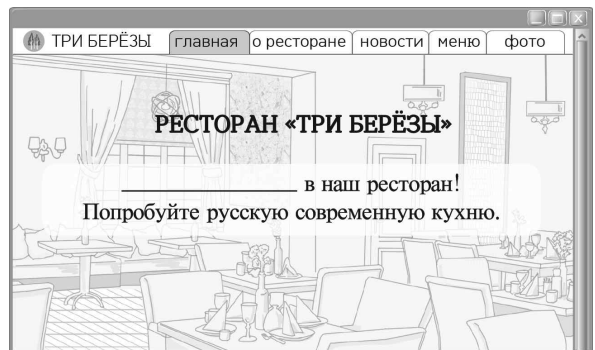 ТРИ БЕРЁЗЫ главная о ресторане новости меню фото
РЕСТОРАН «ТРИ БЕРЁЗЫ»
________________ в наш ресторан!
Попробуйте русскую современную кухню.